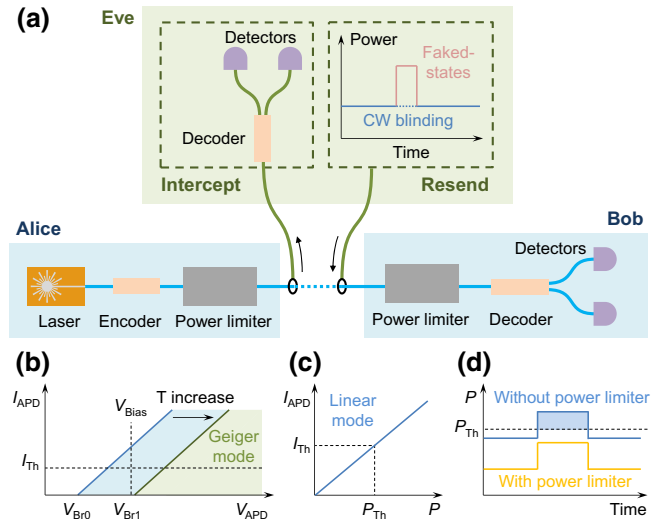 (a)
Eve
Detectors
Decoder
Intercept
Power
Faked-
states
CW blinding
Time
Resend
Alice
Laser
Encoder
Power limiter
Bob
Detectors
Power limiter
Decoder
(b)
I_APD
V_Bias
T increase
Geiger
mode
I_Th
V_Br0
V_Br1
V_APD
(c)
I_APD
Linear
mode
I_Th
P_Th
P
(d)
P
Without power limiter
P_Th
With power limiter
Time